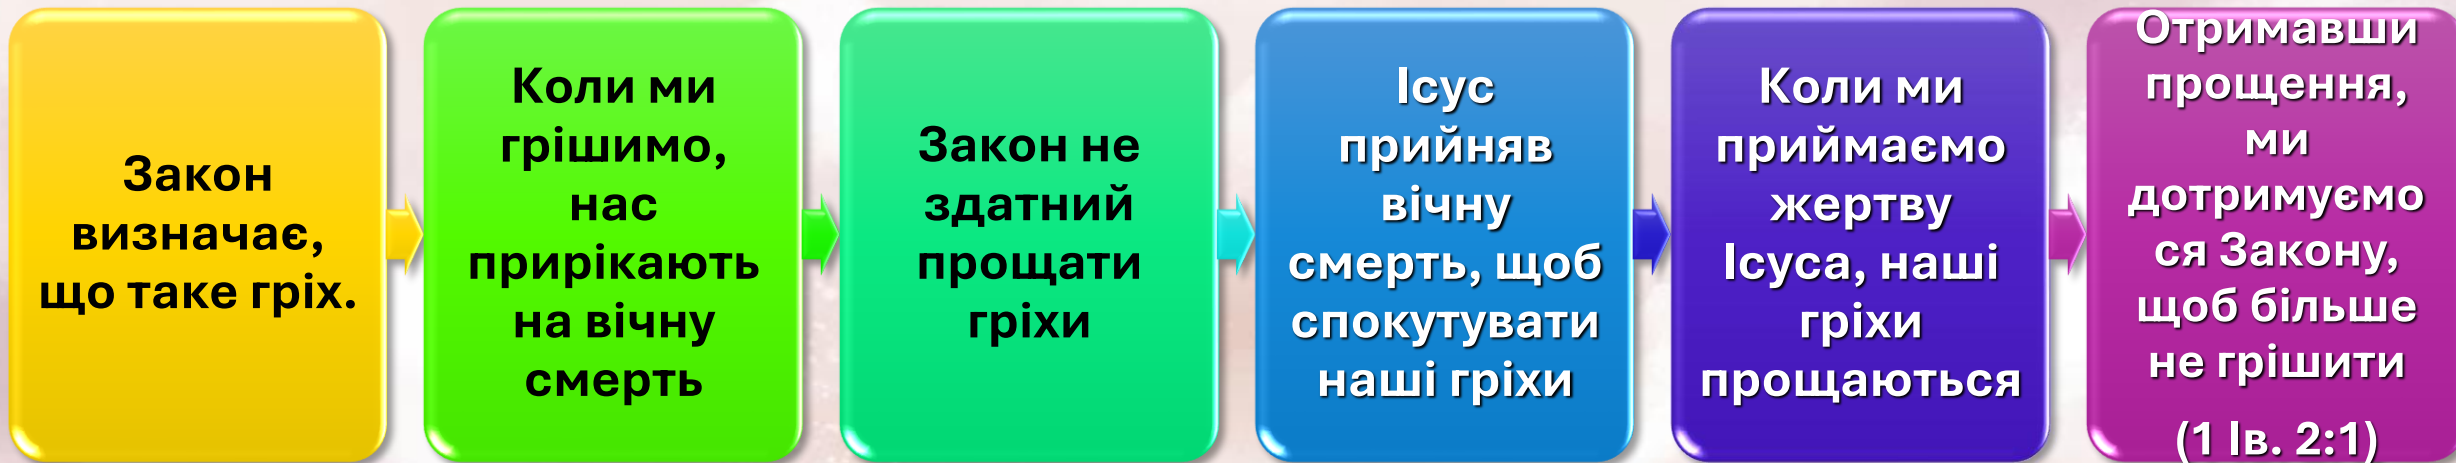 Закон
визначає,
що таке гріх.
Коли ми
грішимо,
нас
прирікають
на вічну
смерть
Закон не
здатний
прощати
гріхи
Ісус
прийняв
вічну
смерть, щоб
спокутувати
наші гріхи
Коли ми
приймаємо
жертву
Ісуса, наші
гріхи
прощаються
Отримавши
прощення,
ми
дотримуємо
ся Закону,
щоб більше
не грішити
(1 Ів. 2:1)